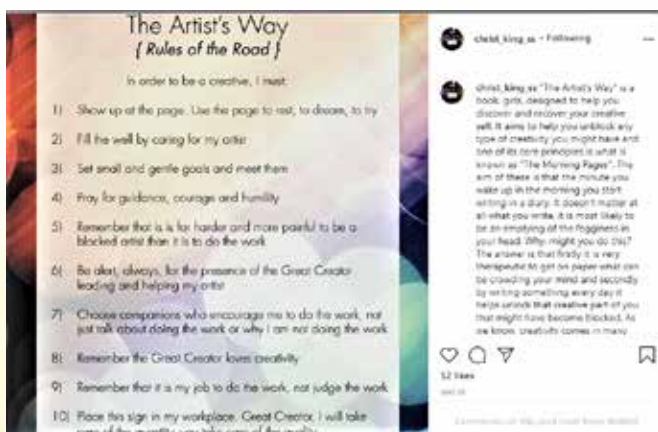 The Artist's Way
{ Rules of the Road }
In order to be a creative, I must:
1) Show up at the page. Use the page to rest, to dream, to try
2) Fill the well by caring for my artist
3) Set small and gentle goals and meet them
4) Pray for guidance, courage and humility
5) Remember that is is far harder and more painful to be a
blocked artist than it is to do the work
6) Be alert, always, for the presence of the Great Creator
leading and helping my artist
7) Choose companions who encourage me to do the work, not
just talk about doing the work or why I am not doing the work
8) Remember the Great Creator loves creativity
9) Remember that it is my job to do the work, not judge the work
10) Place this sign in my workplace. Great Creator, I will take
care of the quantity, you take care of the quality
christ_king_ss • Following
christ_king_ss "The Artist's Way" is a
book, girls, designed to help you
discover and recover your creative
self. It aims to help you unblock any
type of creativity you might have and
one of its core principles is what is
known as "The Morning Pages". The
aim of these is that the minute you
wake up in the morning you start
writing in a diary. It doesn't matter at
all what you write, it is most likely to
be an emptying of the fogginess in
your head. Why might you do this?
The answer is that firstly it is very
therapeutic to get on paper what can
be crowding your mind and secondly
by writing something every day it
helps unlock that creative part of you
that might have become blocked. As
we know, creativity comes in many
52 likes